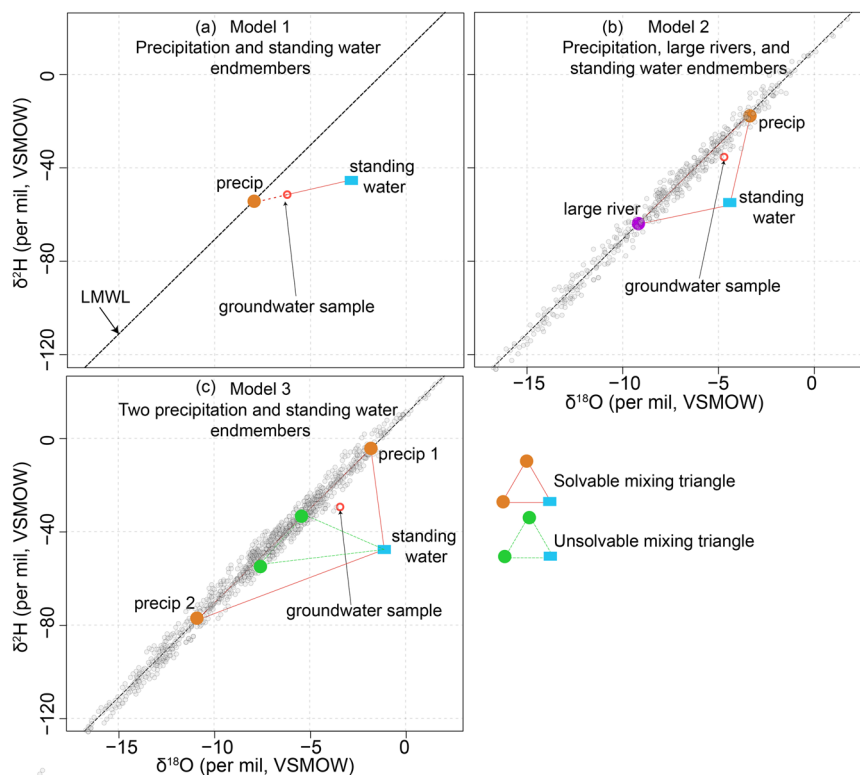 (a) Model 1
Precipitation and standing water
endmembers
0
−40
−80
−120
δ²H (per mil, VSMOW)
precip
standing
water
groundwater sample
LMWL
(b) Model 2
Precipitation, large rivers, and
standing water endmembers
precip
standing
water
large river
groundwater sample
−15
−10
−5
0
δ¹⁸O (per mil, VSMOW)
(c) Model 3
Two precipitation and standing water
endmembers
0
−40
−80
−120
δ²H (per mil, VSMOW)
precip 1
standing
water
precip 2
groundwater sample
−15
−10
−5
0
δ¹⁸O (per mil, VSMOW)
Solvable mixing triangle
Unsolvable mixing triangle